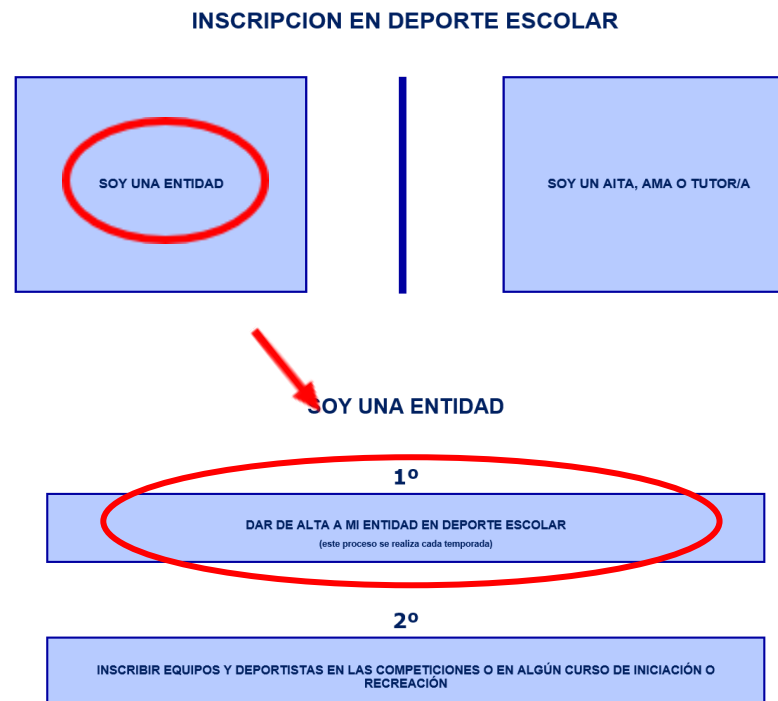 INSCRIPCION EN DEPORTE ESCOLAR
SOY UNA ENTIDAD
SOY UN AITA, AMA O TUTOR/A
SOY UNA ENTIDAD
1º
DAR DE ALTA A MI ENTIDAD EN DEPORTE ESCOLAR
(este proceso se realiza cada temporada)
2º
INSCRIBIR EQUIPOS Y DEPORTISTAS EN LAS COMPETICIONES O EN ALGÚN CURSO DE INICIACIÓN O
RECREACIÓN